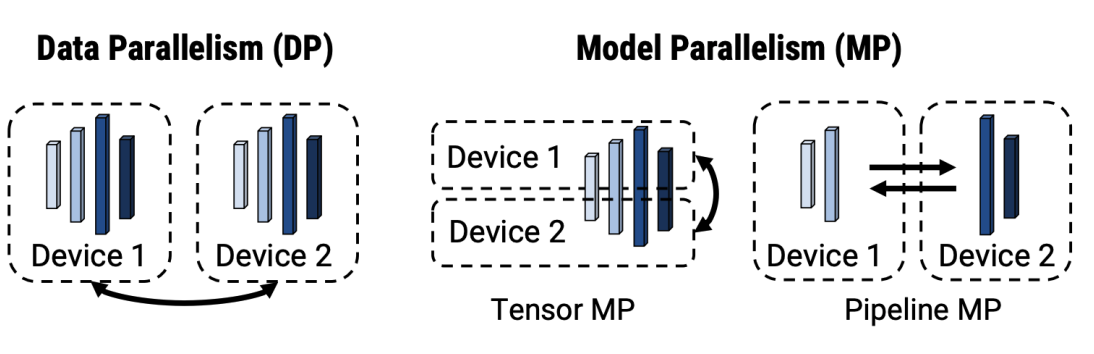 Data Parallelism (DP)
Device 1
Device 2
Model Parallelism (MP)
Device 1
Device 2
Tensor MP
Device 1
Device 2
Pipeline MP